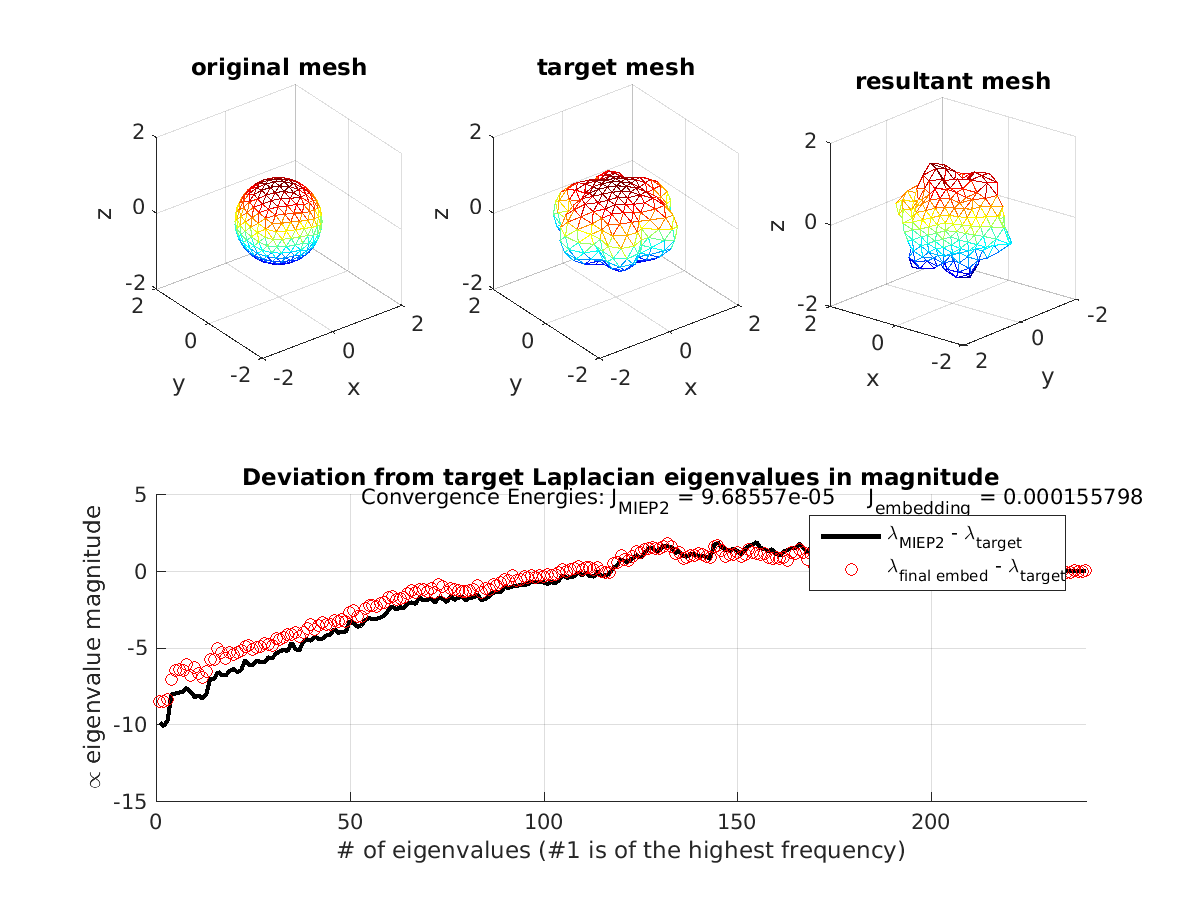 original mesh
target mesh
resultant mesh
2
0
-2
z
2
0
-2
y
-2
0
2
x
2
0
-2
z
2
0
-2
y
-2
0
2
x
2
0
-2
z
2
0
-2
x
2
0
-2
y
Deviation from target Laplacian eigenvalues in magnitude
Convergence Energies: J_MIEP2 = 9.68557e-05 J_embedding = 0.000155798
λ_MIEP2 - λ_target
λ_final embed - λ_target
5
0
-5
-10
-15
∝ eigenvalue magnitude
0
50
100
150
200
# of eigenvalues (#1 is of the highest frequency)